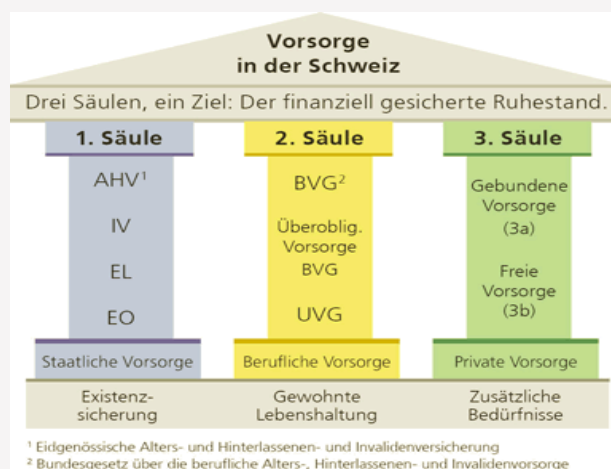 Vorsorge
in der Schweiz
Drei Säulen, ein Ziel: Der finanziell gesicherte Ruhestand.
1. Säule
AHV¹
IV
EL
EO
Staatliche Vorsorge
Existenz-
sicherung
2. Säule
BVG²
Überoblig.
Vorsorge
BVG
UVG
Berufliche Vorsorge
Gewohnte
Lebenshaltung
3. Säule
Gebundene
Vorsorge
(3a)
Freie
Vorsorge
(3b)
Private Vorsorge
Zusätzliche
Bedürfnisse
¹ Eidgenössische Alters- und Hinterlassenen- und Invalidenversicherung
² Bundesgesetz über die berufliche Alters-, Hinterlassenen- und Invalidenvorsorge